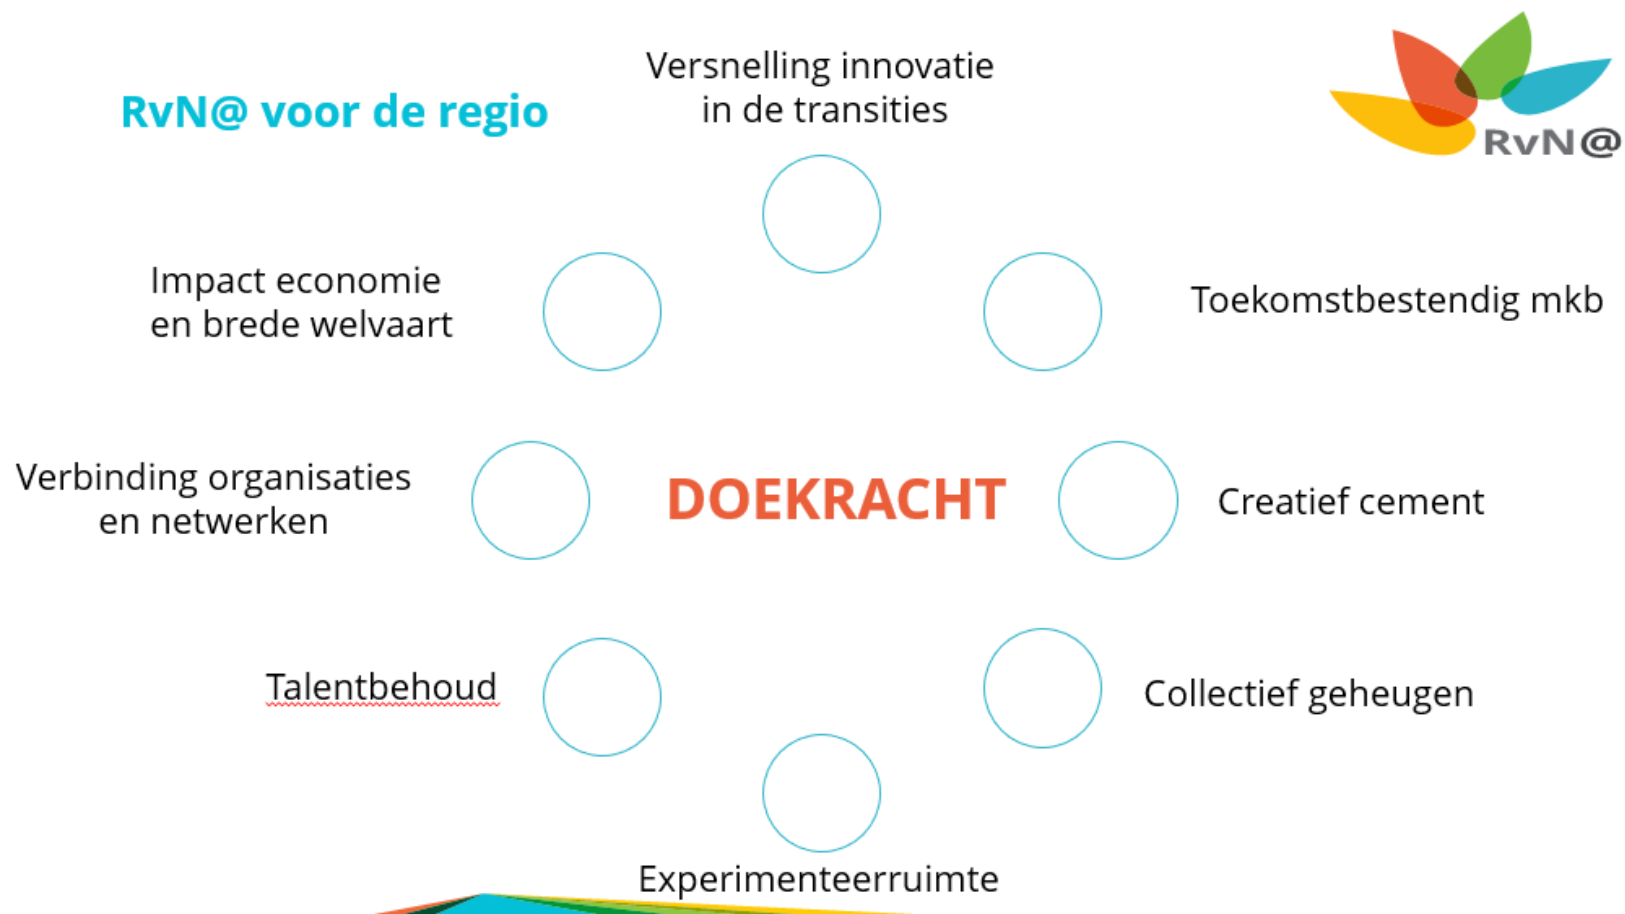 Versnelling innovatie
in de transities
RvN@ voor de regio
RvN@
Impact economie
en brede welvaart
Toekomstbestendig mkb
Verbinding organisaties
en netwerken
DOEKRACHT
Creatief cement
Talentbehoud
Collectief geheugen
Experimenteerruimte